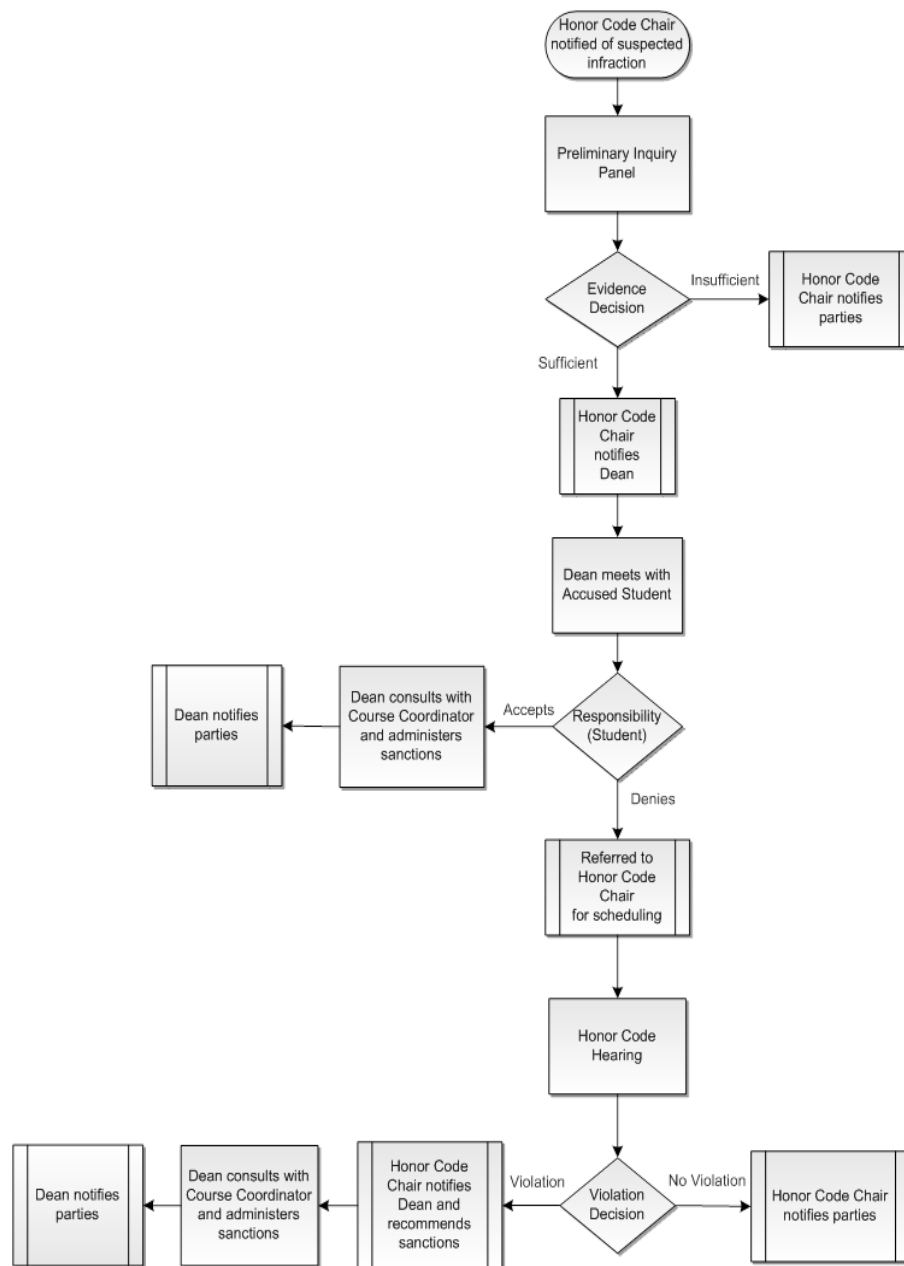 Honor Code Chair
notified of suspected
infraction
Preliminary Inquiry
Panel
Evidence
Decision
Insufficient
Honor Code
Chair notifies
parties
Sufficient
Honor Code
Chair
notifies
Dean
Dean meets with
Accused Student
Responsibility
(Student)
Accepts
Dean consults with
Course Coordinator
and administers
sanctions
Dean notifies
parties
Denies
Referred to
Honor Code
Chair
for scheduling
Honor Code
Hearing
Violation
Decision
Violation
Honor Code
Chair notifies
Dean and
recommends
sanctions
Dean consults with
Course Coordinator
and administers
sanctions
Dean notifies
parties
No Violation
Honor Code Chair
notifies parties